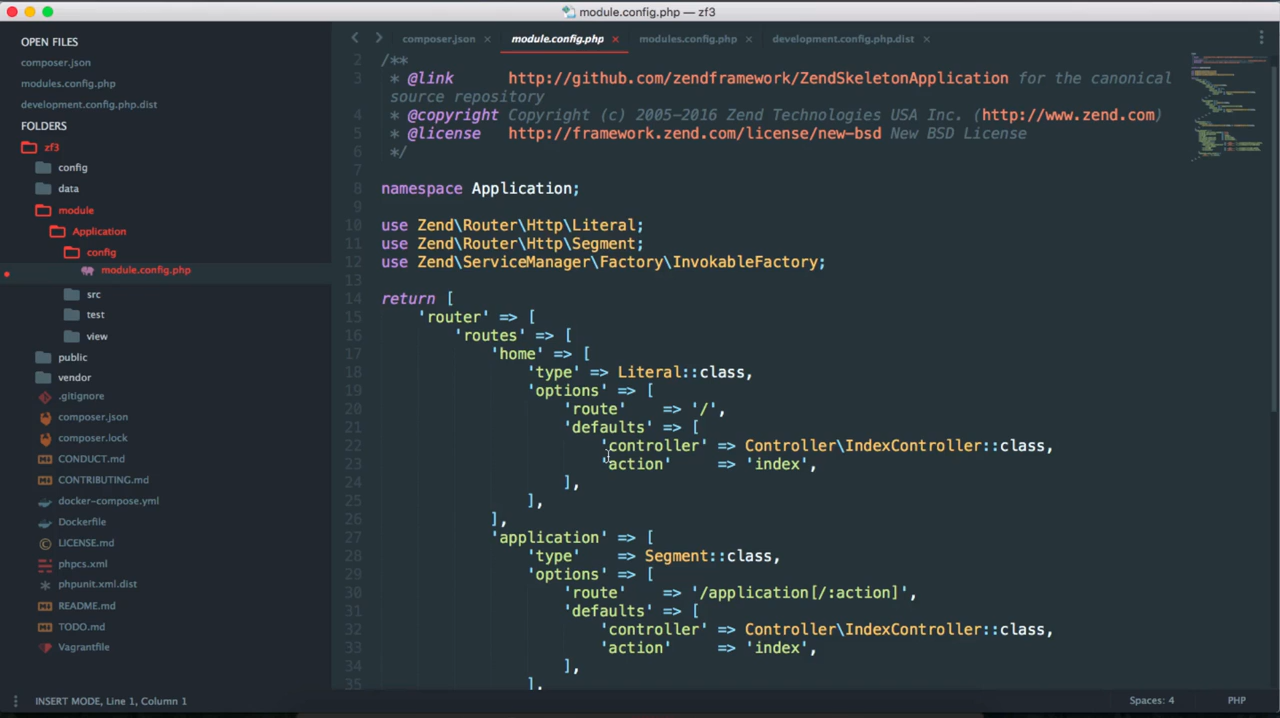 module.config.php — zf3
OPEN FILES
composer.json
modules.config.php
development.config.php.dist
FOLDERS
zf3
config
data
module
Application
config
module.config.php
src
test
view
public
vendor
.gitignore
composer.json
composer.lock
CONDUCT.md
CONTRIBUTING.md
docker-compose.yml
Dockerfile
LICENSE.md
phpcs.xml
phpunit.xml.dist
README.md
TODO.md
Vagrantfile
composer.json × module.config.php × modules.config.php × development.config.php.dist ×
2 /**
3 * @link http://github.com/zendframework/ZendSkeletonApplication for the canonical
source repository
4 * @copyright Copyright (c) 2005-2016 Zend Technologies USA Inc. (http://www.zend.com)
5 * @license http://framework.zend.com/license/new-bsd New BSD License
6 */
7
8 namespace Application;
9
10 use Zend\Router\Http\Literal;
11 use Zend\Router\Http\Segment;
12 use Zend\ServiceManager\Factory\InvokableFactory;
13
14 return [
15 'router' => [
16 'routes' => [
17 'home' => [
18 'type' => Literal::class,
19 'options' => [
20 'route' => '/',
21 'defaults' => [
22 'controller' => Controller\IndexController::class,
23 'action' => 'index',
24 ],
25 ],
26 ],
27 'application' => [
28 'type' => Segment::class,
29 'options' => [
30 'route' => '/application[/:action]',
31 'defaults' => [
32 'controller' => Controller\IndexController::class,
33 'action' => 'index',
34 ],
35 ],
INSERT MODE, Line 1, Column 1
Spaces: 4
PHP